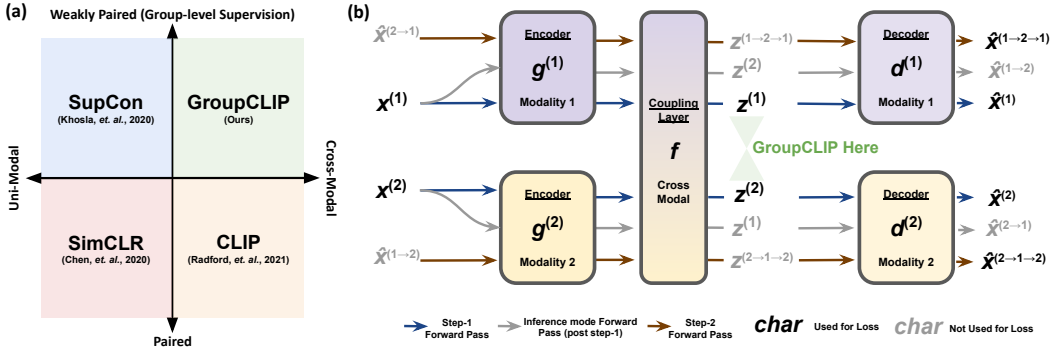 (a)
Weakly Paired (Group-level Supervision)
SupCon
(Khosla, et. al., 2020)
GroupCLIP
(Ours)
Uni-Modal
Cross-Modal
SimCLR
(Chen, et. al., 2020)
CLIP
(Radford, et. al., 2021)
Paired
(b)
x̂^(2→1)
x^(1)
Encoder
g^(1)
Modality 1
Coupling
Layer
f
Cross
Modal
z^(1→2→1)
z^(2)
z^(1)
Decoder
d^(1)
Modality 1
x̂^(1→2→1)
x̂^(1→2)
x̂^(1)
GroupCLIP Here
x^(2)
x̂^(1→2)
Encoder
g^(2)
Modality 2
z^(2)
z^(1)
z^(2→1→2)
Decoder
d^(2)
Modality 2
x̂^(2)
x̂^(2→1)
x̂^(2→1→2)
Step-1
Forward Pass
Inference mode Forward
Pass (post step-1)
Step-2
Forward Pass
char Used for Loss
char Not Used for Loss